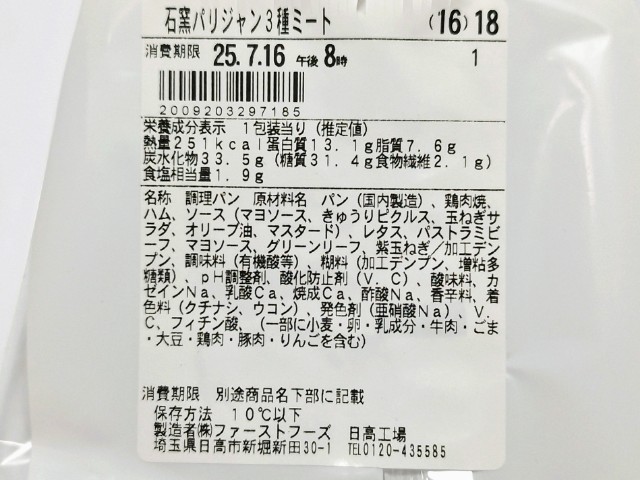 石窯パリジャン3種ミート (16)18
消費期限 25.7.16 午後8時 1
2009203297185
栄養成分表示 1包装当り(推定値)
熱量251kcal蛋白質13.1g脂質7.6g
炭水化物33.5g(糖質31.4g食物繊維2.1g)
食塩相当量1.9g
名称 調理パン 原材料名 パン(国内製造)、鶏肉焼、
ハム、ソース(マヨソース、きゅうりピクルス、玉ねぎサ
ラダ、オリーブ油、マスタード)、レタス、パストラミビ
ーフ、マヨソース、グリーンリーフ、紫玉ねぎ/加工デン
プン、調味料(有機酸等)、糊料(加工デンプン、増粘多
糖類)、pH調整剤、酸化防止剤(V.C)、酸味料、カ
ゼインNa、乳酸Ca、焼成Ca、酢酸Na、香辛料、着
色料(クチナシ、ウコン)、発色剤(亜硝酸Na)、V.
C、フィチン酸、(一部に小麦・卵・乳成分・牛肉・ごま
・大豆・鶏肉・豚肉・りんごを含む)
消費期限 別途商品名下部に記載
保存方法 10℃以下
製造者㈱ファーストフーズ 日高工場
埼玉県日高市新堀新田30-1 TEL0120-435585